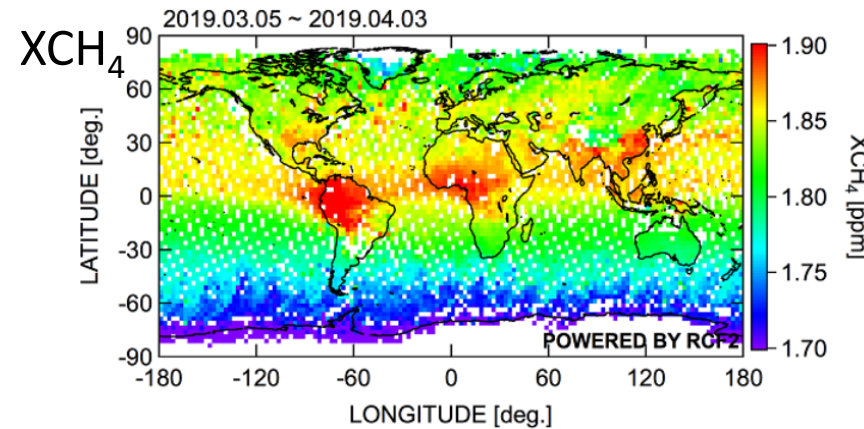 2019.03.05 ~ 2019.04.03
XCH4
90
60
30
0
-30
-60
-90
LATITUDE [deg.]
-180 -120 -60 0 60 120 180
LONGITUDE [deg.]
POWERED BY RCF2
1.90
1.85
1.80
1.75
1.70
XCH4 [ppm]